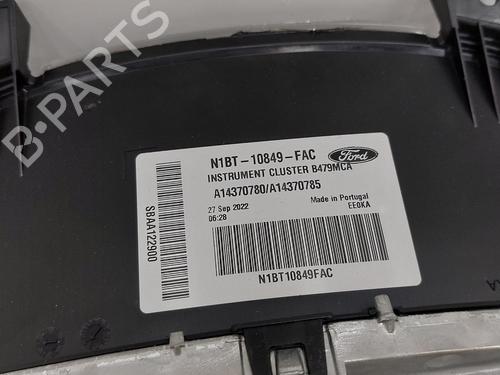 B-PARTS
N1BT-10849-FAC
Ford
INSTRUMENT CLUSTER B479MCA
A14370780/A14370785
27 Sep 2022
06:28
Made in Portugal
EE0KA
SBAA122900
N1BT10849FAC